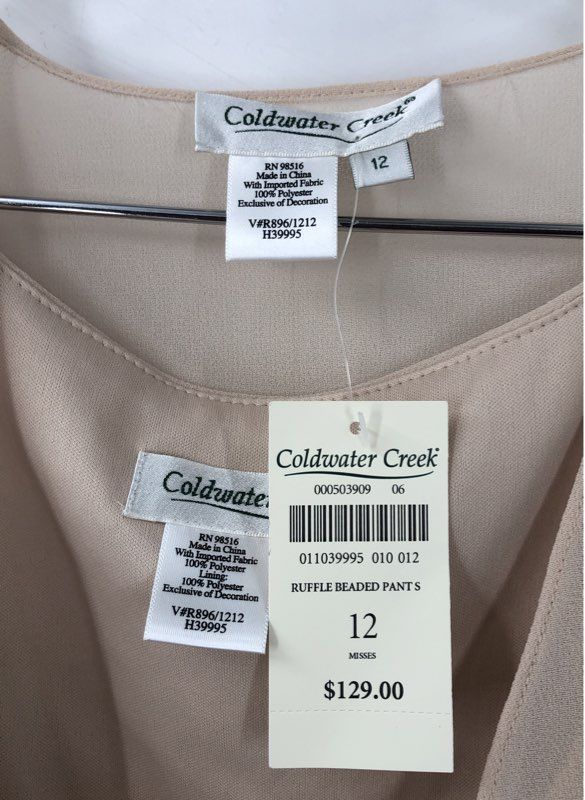 Coldwater Creek®
12
RN 98516
Made in China
With Imported Fabric
100% Polyester
Exclusive of Decoration
V#R896/1212
H39995
Coldwate
RN 98516
Made in China
With Imported Fabric
100% Polyester
Lining:
100% Polyester
Exclusive of Decoration
V#R896/1212
H39995
Coldwater Creek®
000503909 06
011039995 010 012
RUFFLE BEADED PANT S
12
MISSES
$129.00